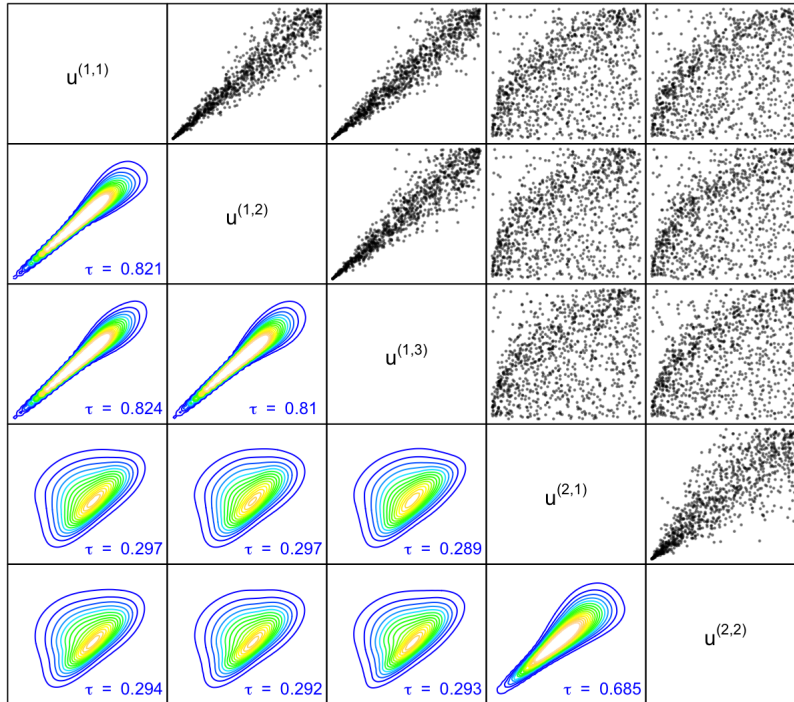 u^(1,1)
τ = 0.821
u^(1,2)
τ = 0.824
τ = 0.81
u^(1,3)
τ = 0.297
τ = 0.297
τ = 0.289
u^(2,1)
τ = 0.294
τ = 0.292
τ = 0.293
τ = 0.685
u^(2,2)